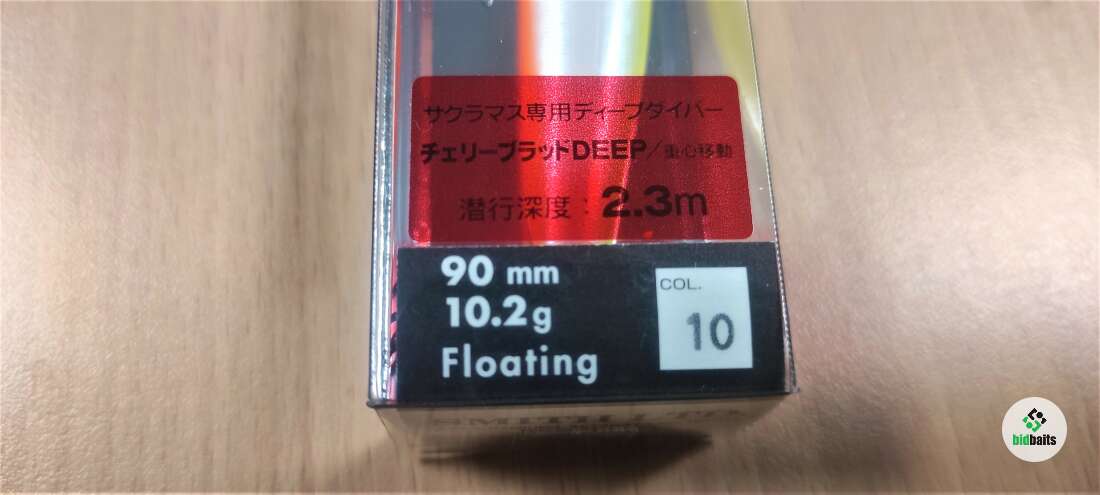 サクラマス専用ディープダイバー
チェリーブラッドDEEP/重心移動
潜行深度：2.3m
90 mm
10.2g
Floating
COL.
10
bidbaits